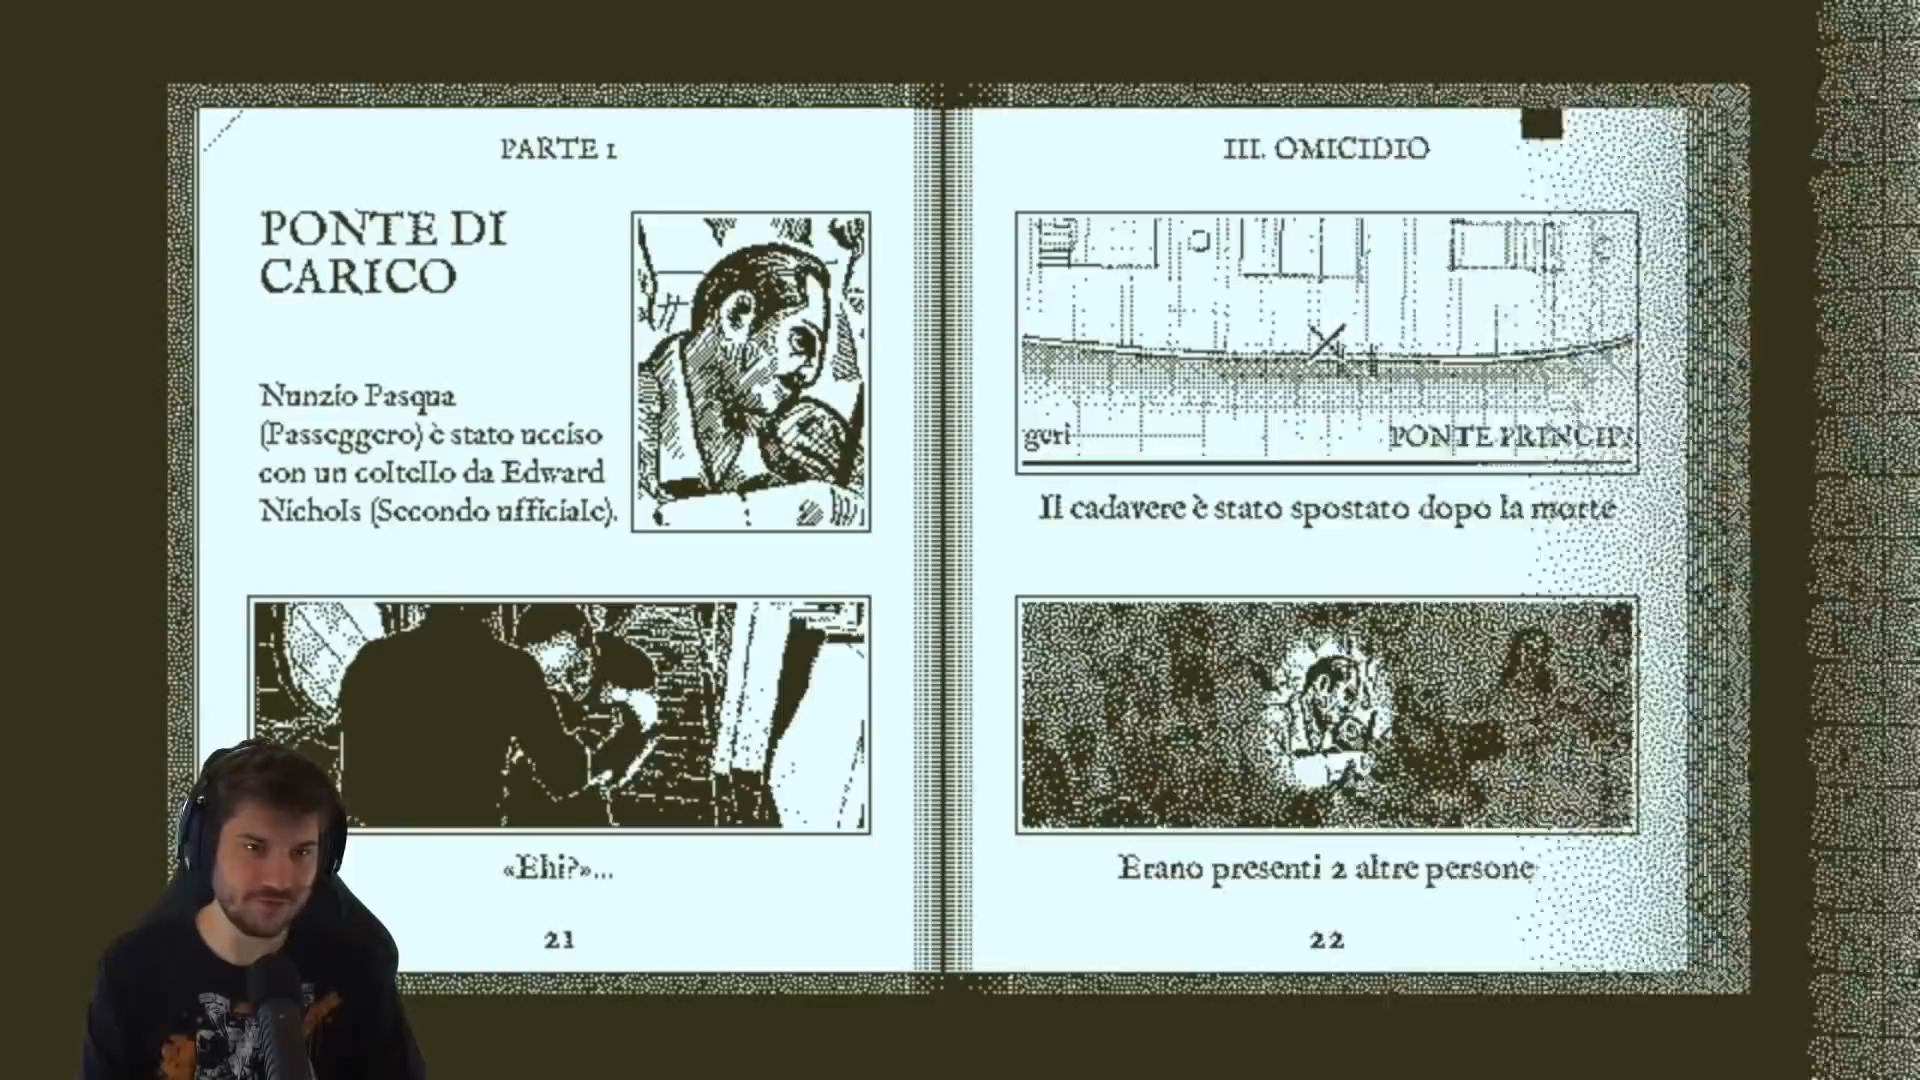 PARTE 1
PONTE DI
CARICO
Nunzio Pasqua
(Passeggero) è stato ucciso
con un coltello da Edward
Nichols (Secondo ufficiale).
«Ehi?»...
21
III. OMICIDIO
geri
PONTE PRINCIP
Il cadavere è stato spostato dopo la morte
Erano presenti 2 altre persone
22